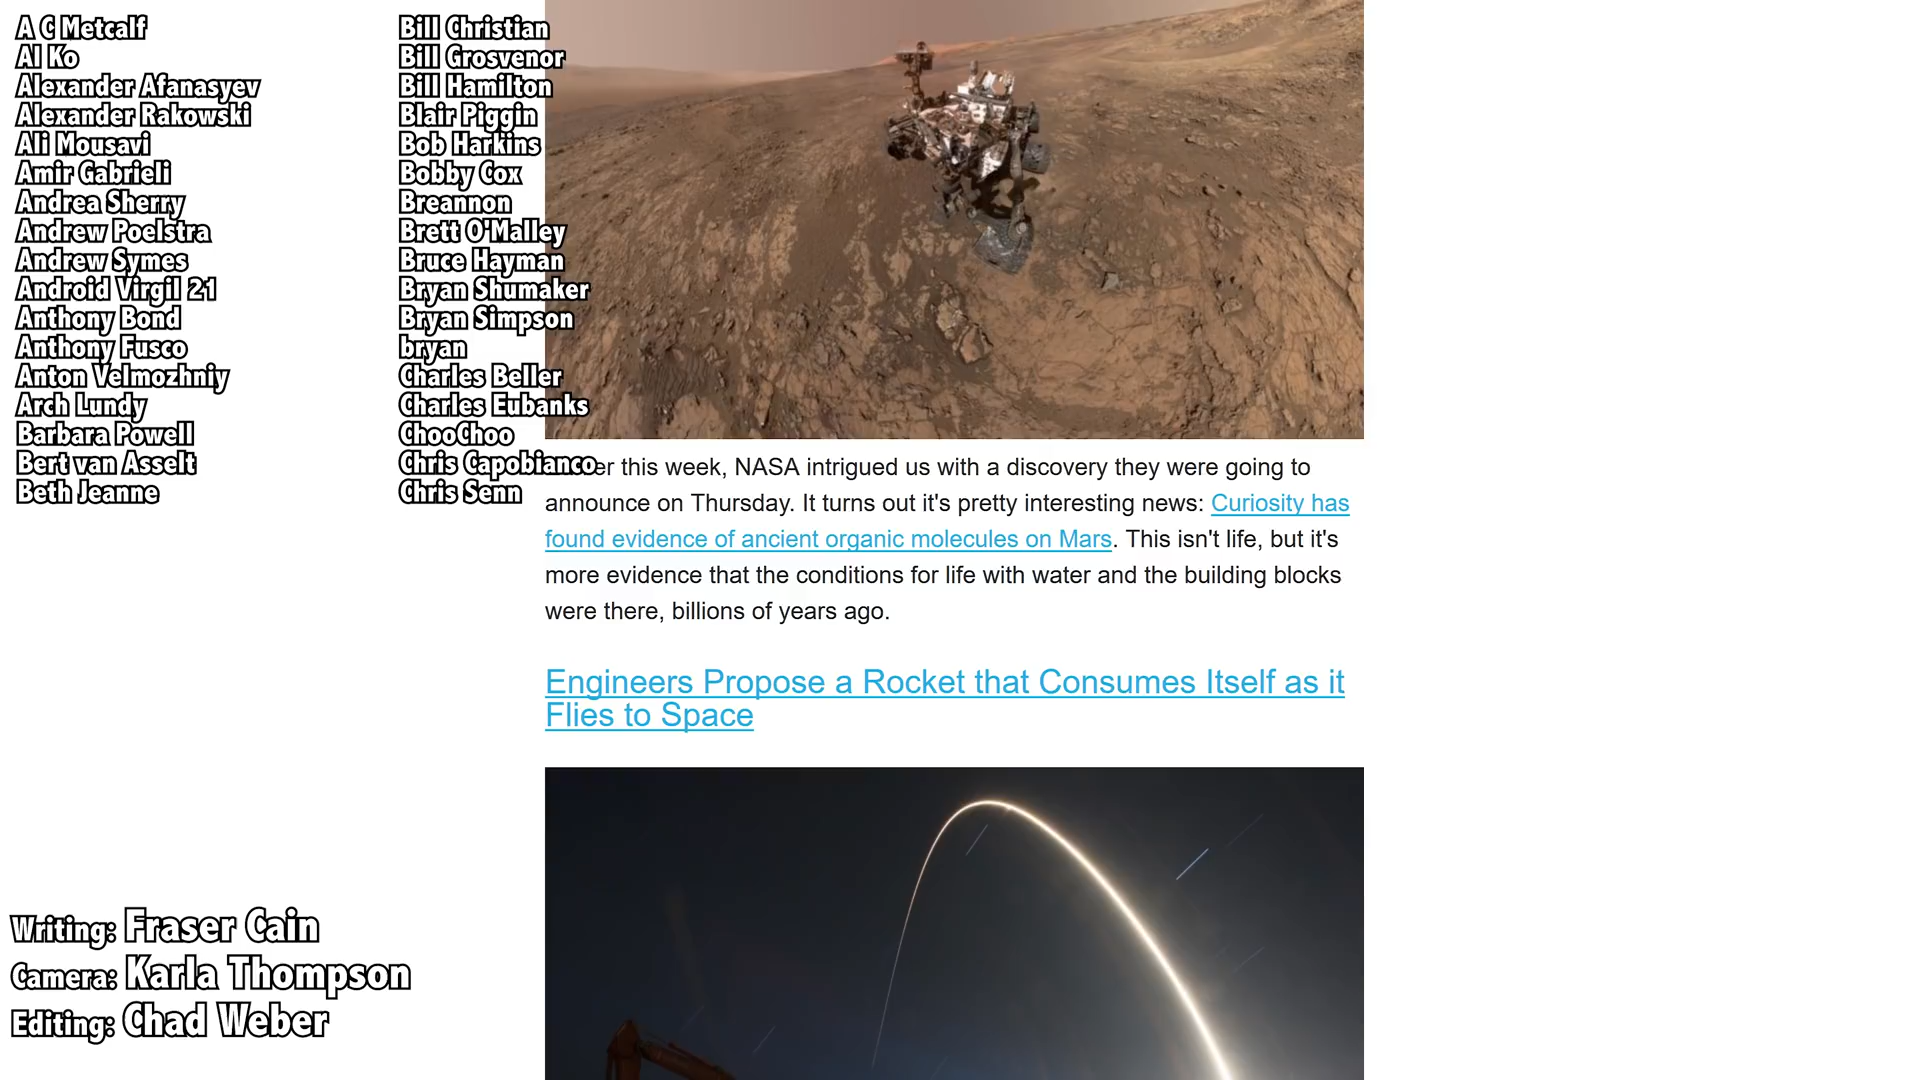 A C Metcalf
Al Ko
Alexander Afanasyev
Alexander Rakowski
Ali Mousavi
Amir Gabrieli
Andrea Sherry
Andrew Poelstra
Andrew Symes
Android Virgil 21
Anthony Bond
Anthony Fusco
Anton Velmozhniy
Arch Lundy
Barbara Powell
Bert van Asselt
Beth Jeanne
Bill Christian
Bill Grosvenor
Bill Hamilton
Blair Piggin
Bob Harkins
Bobby Cox
Breannon
Brett O'Malley
Bruce Hayman
Bryan Shumaker
Bryan Simpson
bryan
Charles Beller
Charles Eubanks
ChooChoo
Chris Capobianco
Chris Senn
this week, NASA intrigued us with a discovery they were going to
announce on Thursday. It turns out it's pretty interesting news: Curiosity has
found evidence of ancient organic molecules on Mars. This isn't life, but it's
more evidence that the conditions for life with water and the building blocks
were there, billions of years ago.
Engineers Propose a Rocket that Consumes Itself as it
Flies to Space
Writing: Fraser Cain
Camera: Karla Thompson
Editing: Chad Weber